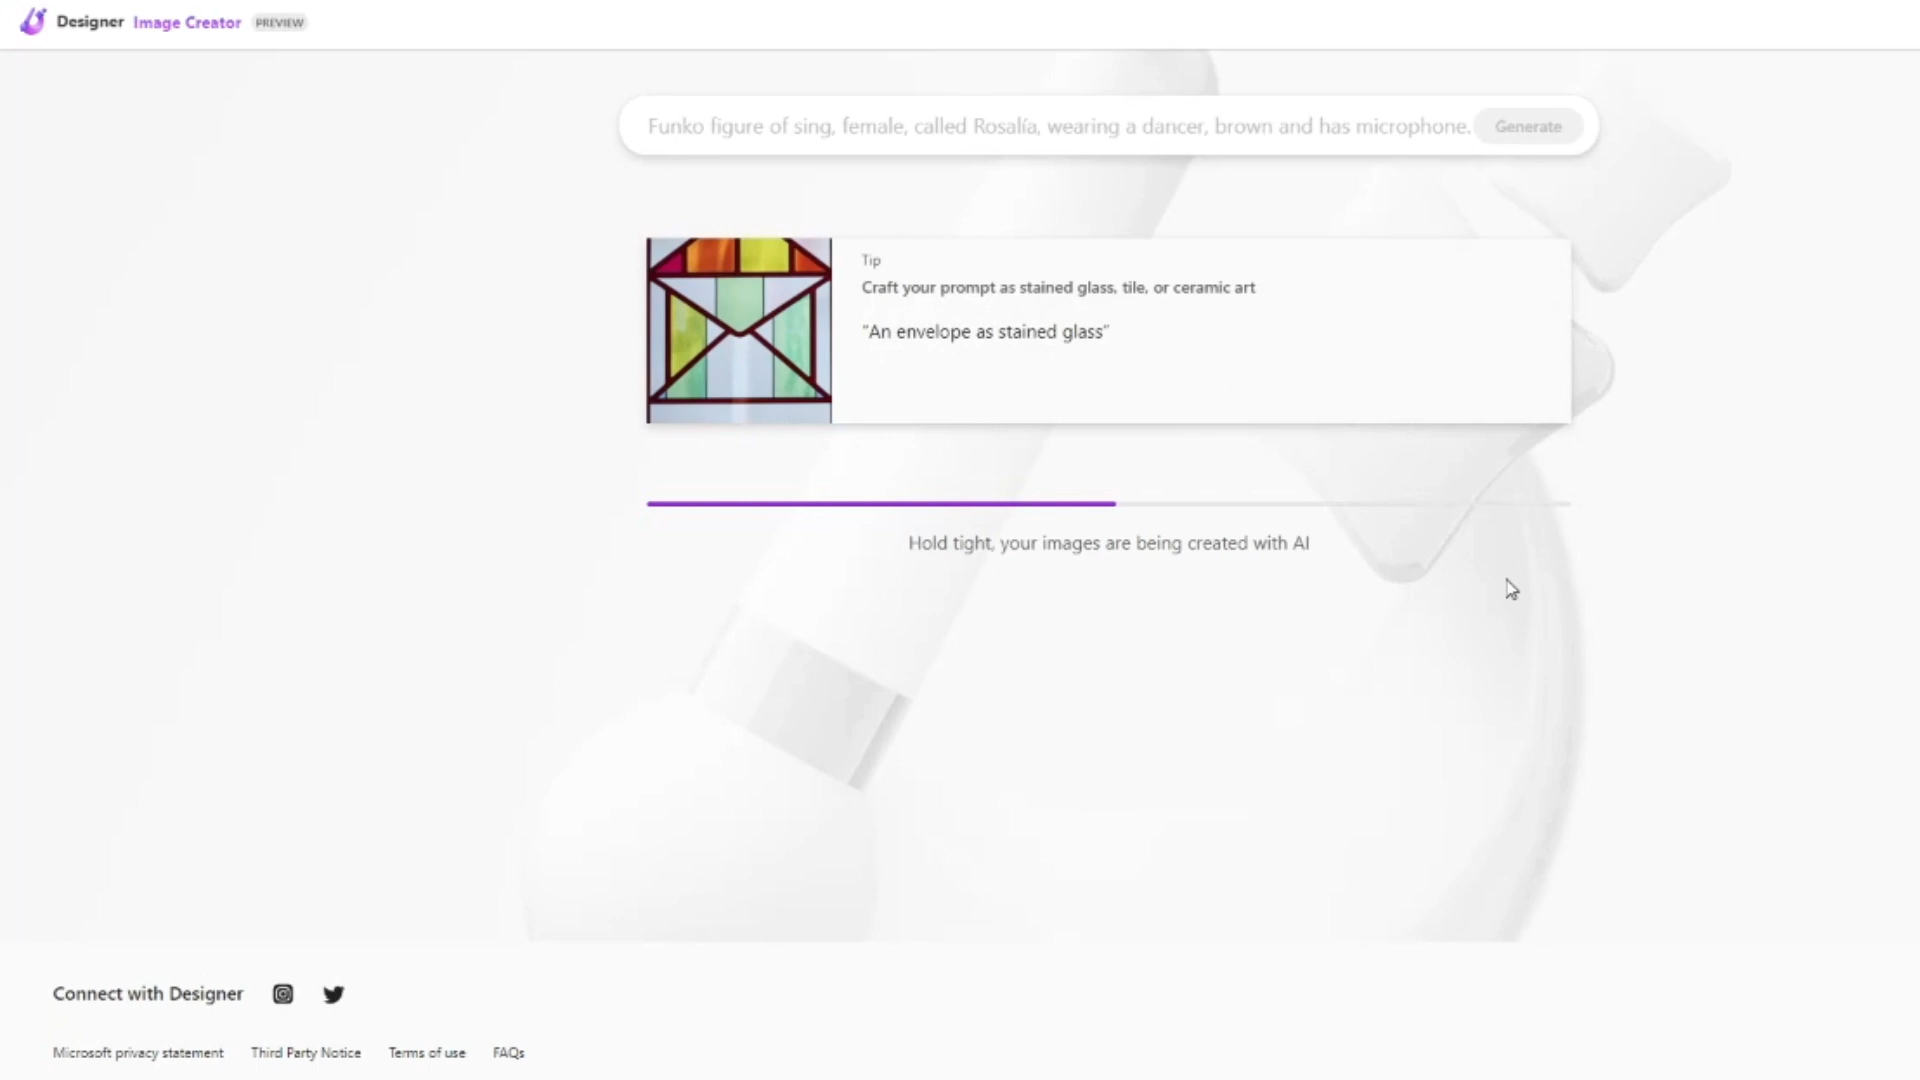 Designer Image Creator PREVIEW
Funko figure of sing, female, called Rosalía, wearing a dancer, brown and has microphone. Generate
Tip
Craft your prompt as stained glass, tile, or ceramic art
"An envelope as stained glass"
Hold tight, your images are being created with AI
Connect with Designer
Microsoft privacy statement Third Party Notice Terms of use FAQs